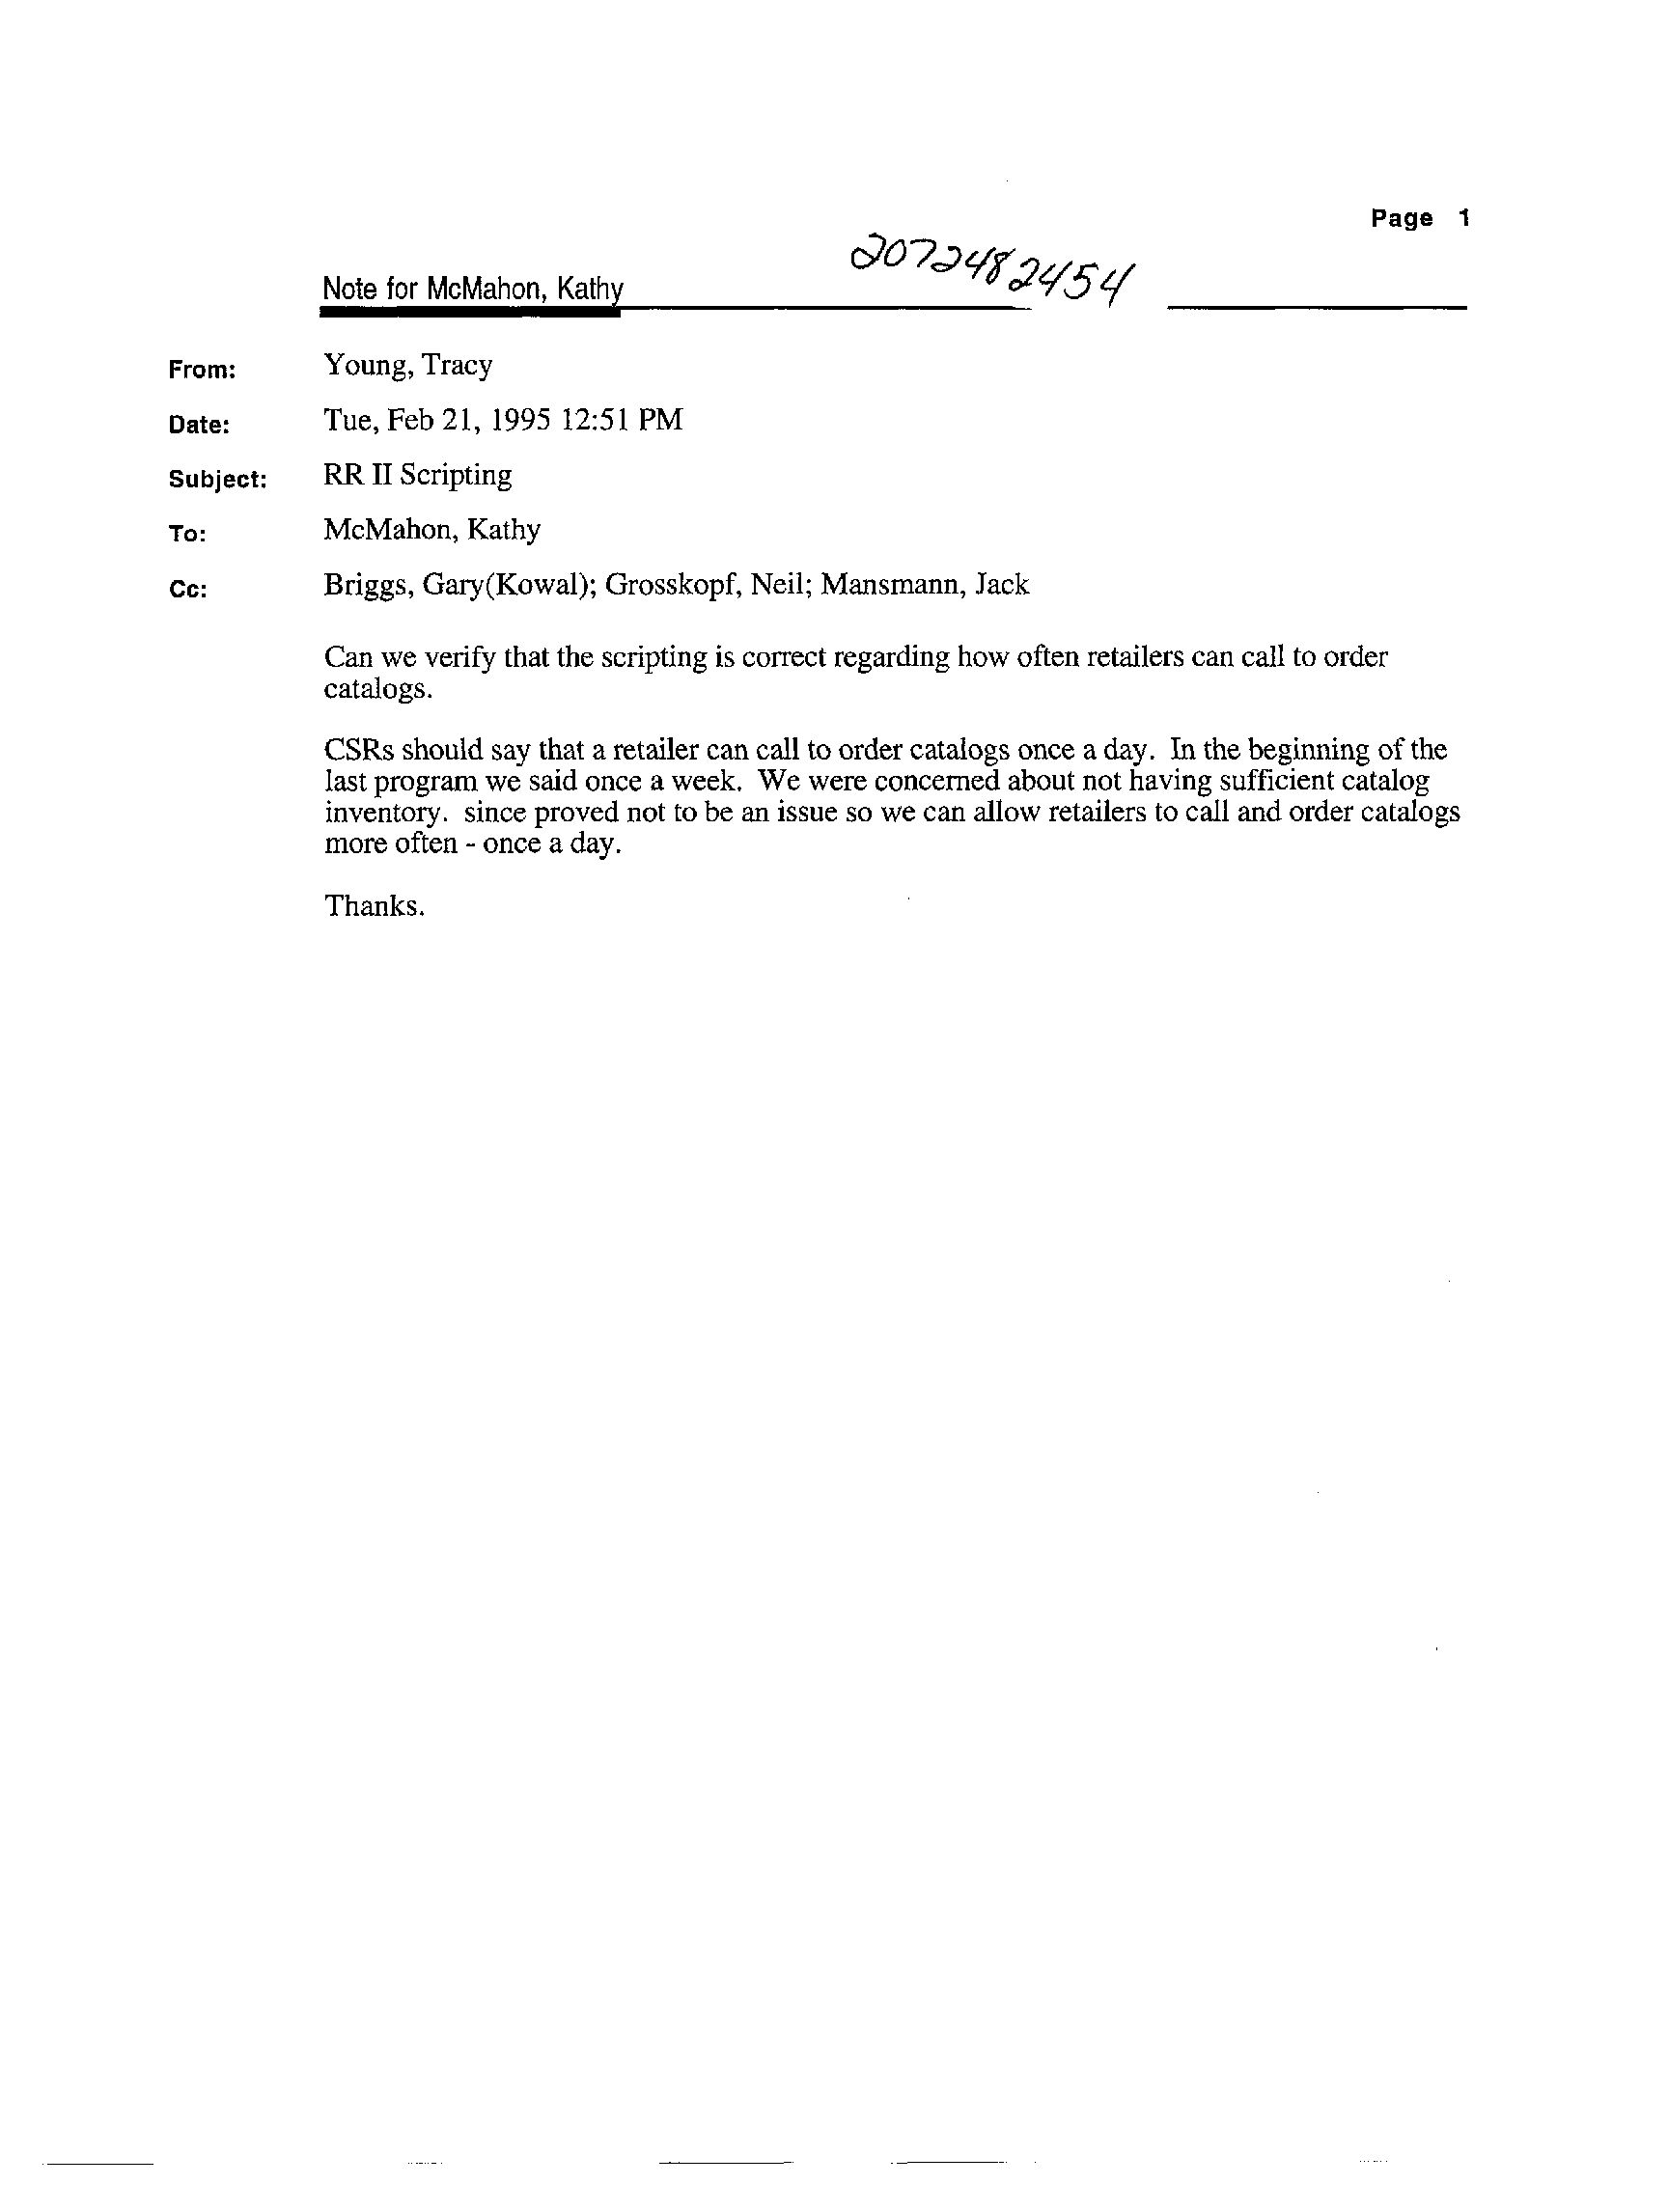 Page 1
2072482454
Note for McMahon, Kathy
From: Young, Tracy
Date: Tue, Feb 21, 1995 12:51 PM
Subject: RR II Scripting
To: McMahon, Kathy
Cc: Briggs, Gary(Kowal); Grosskopf, Neil; Mansmann, Jack
Can we verify that the scripting is correct regarding how often retailers can call to order
catalogs.
CSRs should say that a retailer can call to order catalogs once a day. In the beginning of the
last program we said once a week. We were concerned about not having sufficient catalog
inventory. since proved not to be an issue so we can allow retailers to call and order catalogs
more often - once a day.
Thanks.